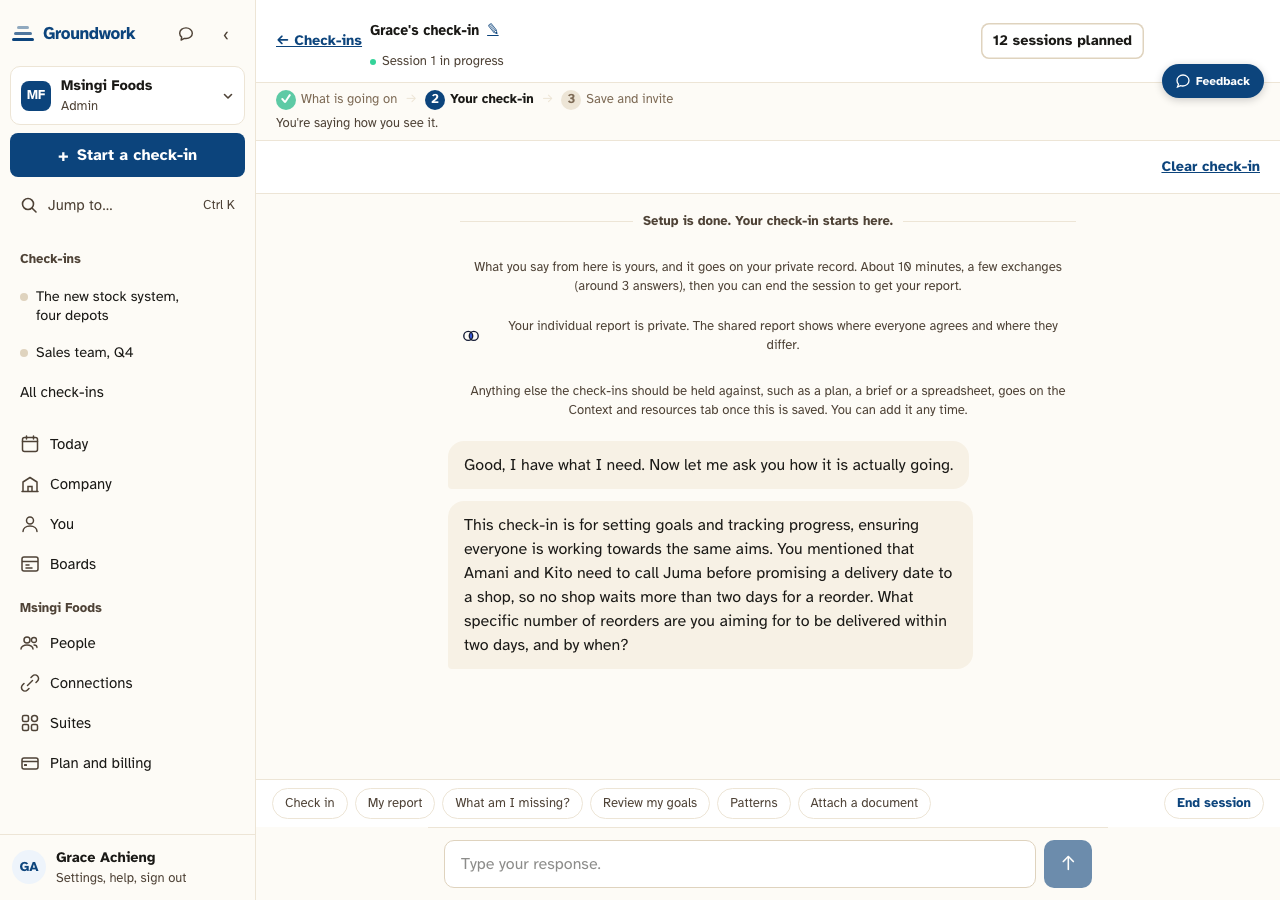 Groundwork
MF
Msingi Foods
Admin
+ Start a check-in
Jump to...
Ctrl K
Check-ins
The new stock system,
four depots
Sales team, Q4
All check-ins
Today
Company
You
Boards
Msingi Foods
People
Connections
Suites
Plan and billing
GA
Grace Achieng
Settings, help, sign out
← Check-ins
Grace's check-in
Session 1 in progress
12 sessions planned
Feedback
What is going on → 2 Your check-in → 3 Save and invite
You're saying how you see it.
Clear check-in
Setup is done. Your check-in starts here.
What you say from here is yours, and it goes on your private record. About 10 minutes, a few exchanges
(around 3 answers), then you can end the session to get your report.
Your individual report is private. The shared report shows where everyone agrees and where they
differ.
Anything else the check-ins should be held against, such as a plan, a brief or a spreadsheet, goes on the
Context and resources tab once this is saved. You can add it any time.
Good, I have what I need. Now let me ask you how it is actually going.
This check-in is for setting goals and tracking progress, ensuring
everyone is working towards the same aims. You mentioned that
Amani and Kito need to call Juma before promising a delivery date to
a shop, so no shop waits more than two days for a reorder. What
specific number of reorders are you aiming for to be delivered within
two days, and by when?
Check in
My report
What am I missing?
Review my goals
Patterns
Attach a document
End session
Type your response.